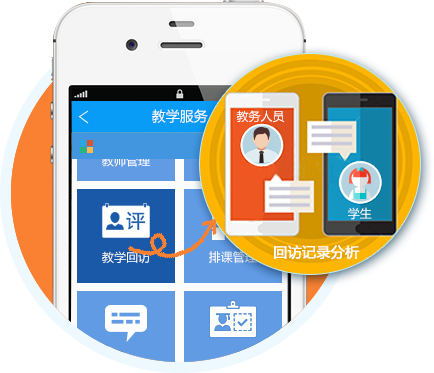 教学服务
教务人员
教师管理
学生
评
教学回访
排课管理
回访记录分析